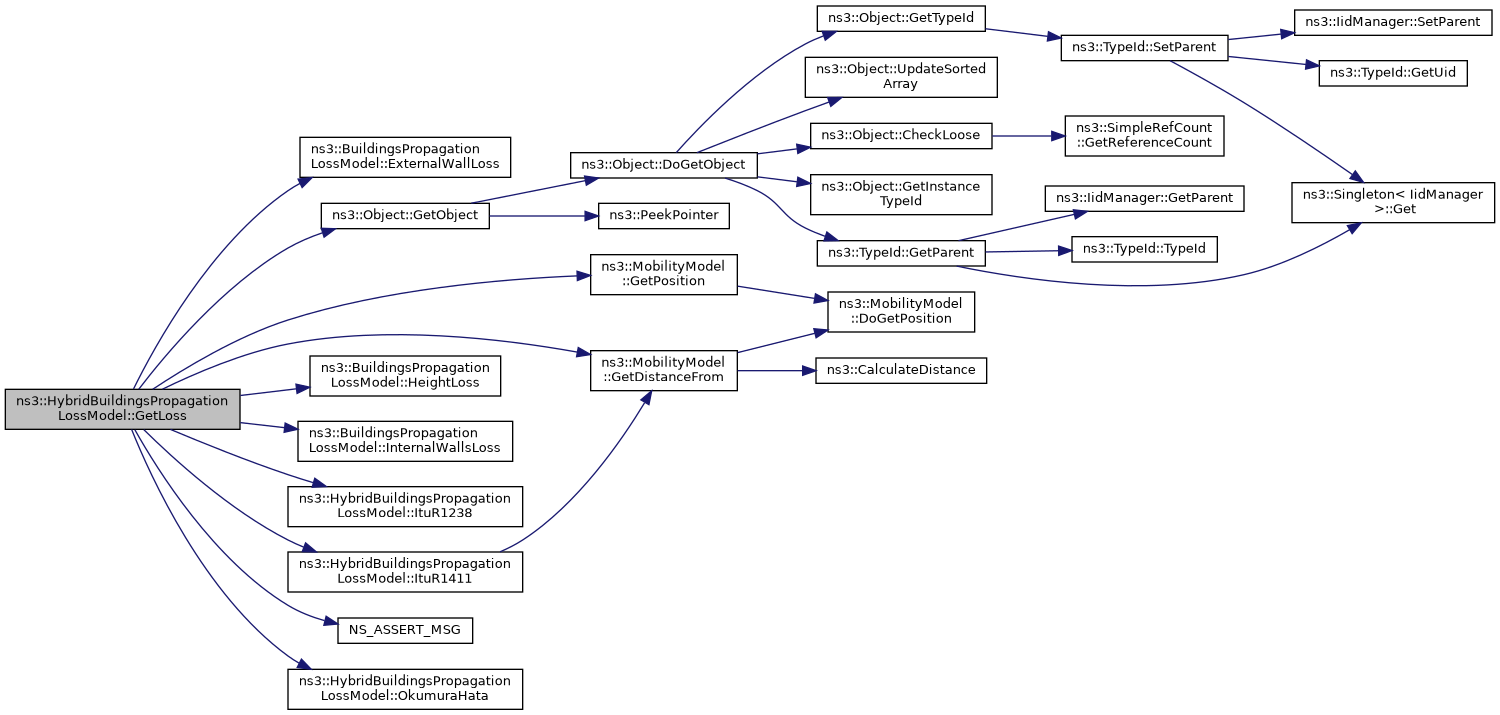 ns3::HybridBuildingsPropagation
LossModel::GetLoss
ns3::BuildingsPropagation
LossModel::ExternalWallLoss
ns3::Object::GetObject
ns3::MobilityModel
::GetPosition
ns3::MobilityModel
::GetDistanceFrom
ns3::BuildingsPropagation
LossModel::HeightLoss
ns3::BuildingsPropagation
LossModel::InternalWallsLoss
ns3::HybridBuildingsPropagation
LossModel::ItuR1238
ns3::HybridBuildingsPropagation
LossModel::ItuR1411
NS_ASSERT_MSG
ns3::HybridBuildingsPropagation
LossModel::OkumuraHata
ns3::Object::DoGetObject
ns3::PeekPointer
ns3::Object::GetTypeId
ns3::Object::UpdateSorted
Array
ns3::Object::CheckLoose
ns3::Object::GetInstance
TypeId
ns3::TypeId::GetParent
ns3::MobilityModel
::DoGetPosition
ns3::CalculateDistance
ns3::TypeId::SetParent
ns3::SimpleRefCount
::GetReferenceCount
ns3::IidManager::GetParent
ns3::TypeId::TypeId
ns3::IidManager::SetParent
ns3::TypeId::GetUid
ns3::Singleton< IidManager
>::Get